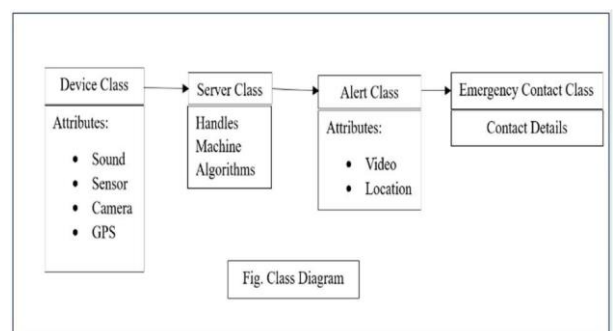 Device Class
Attributes:
• Sound
• Sensor
• Camera
• GPS
Server Class
Handles
Machine
Algorithms
Alert Class
Attributes:
• Video
• Location
Emergency Contact Class
Contact Details
Fig. Class Diagram